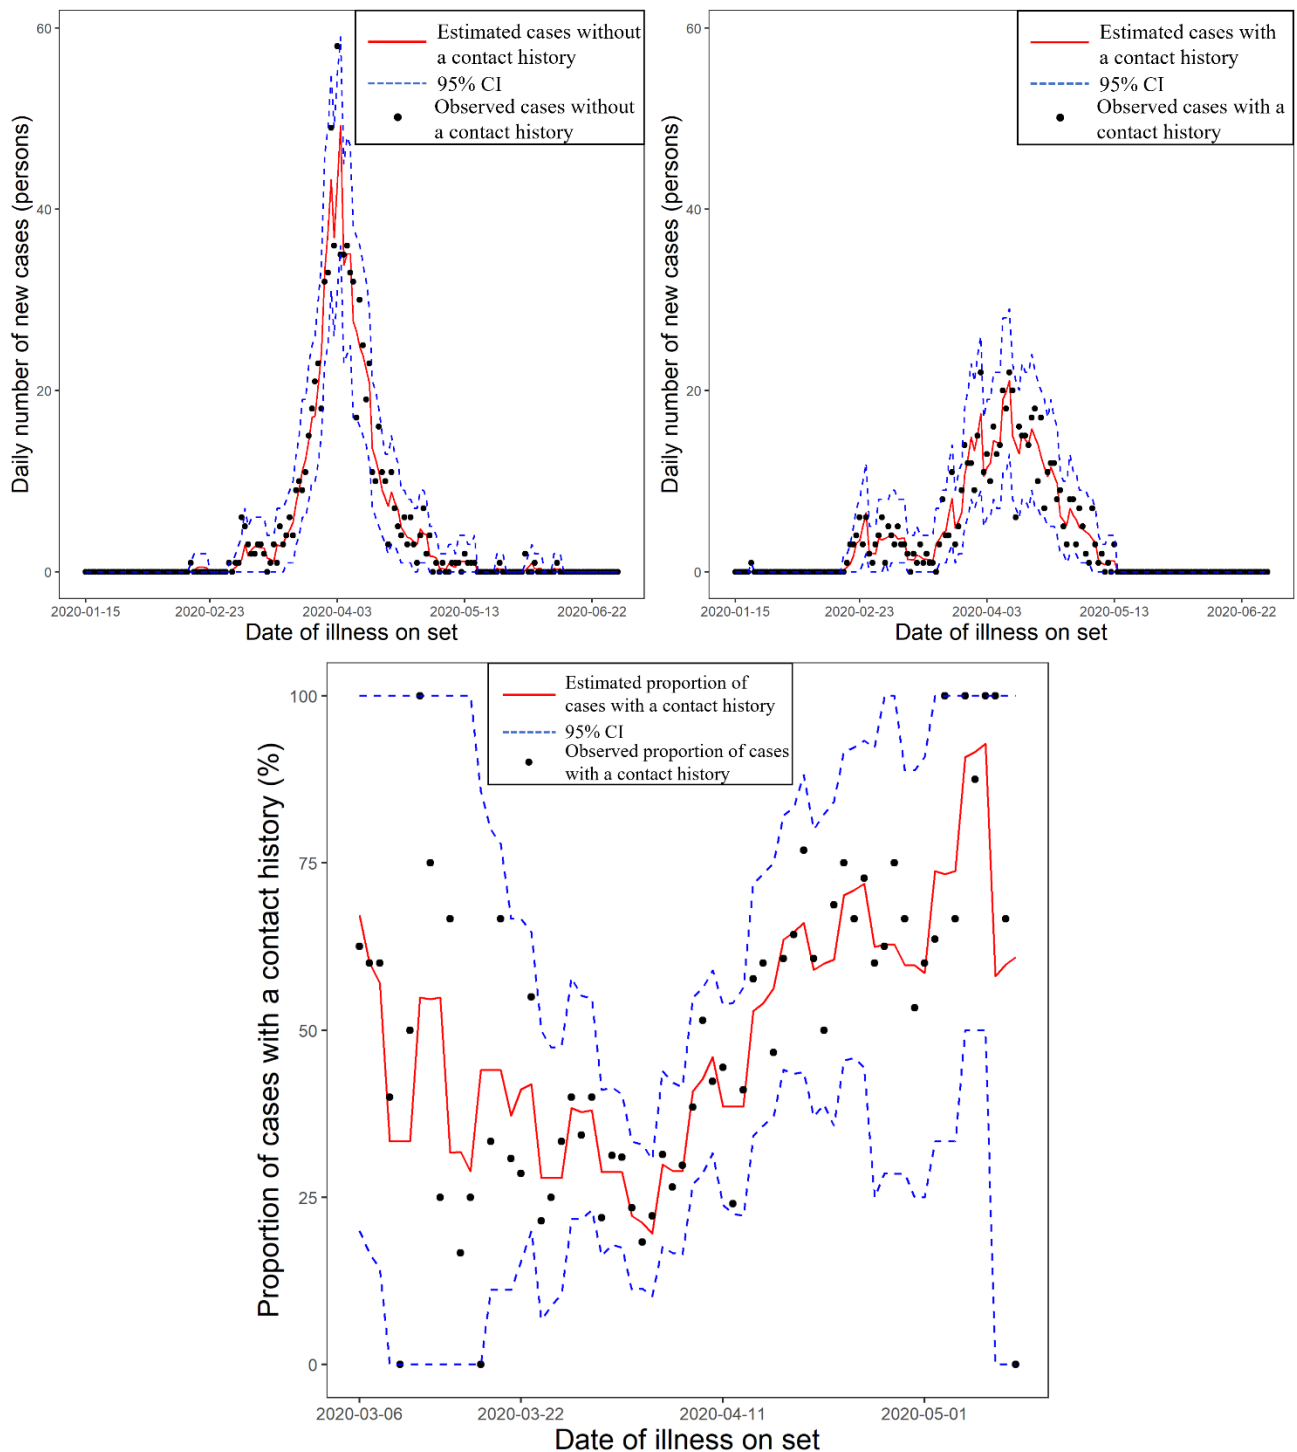 Estimated cases without
a contact history
95% CI
Observed cases without
a contact history
60
40
20
0
Daily number of new cases (persons)
2020-01-15
2020-02-23
2020-04-03
2020-05-13
2020-06-22
Date of illness on set
Estimated cases with
a contact history
95% CI
Observed cases with a
contact history
60
40
20
0
Daily number of new cases (persons)
2020-01-15
2020-02-23
2020-04-03
2020-05-13
2020-06-22
Date of illness on set
Estimated proportion of
cases with a contact history
95% CI
Observed proportion of cases
with a contact history
100
75
50
25
0
Proportion of cases with a contact history (%)
2020-03-06
2020-03-22
2020-04-11
2020-05-01
Date of illness on set